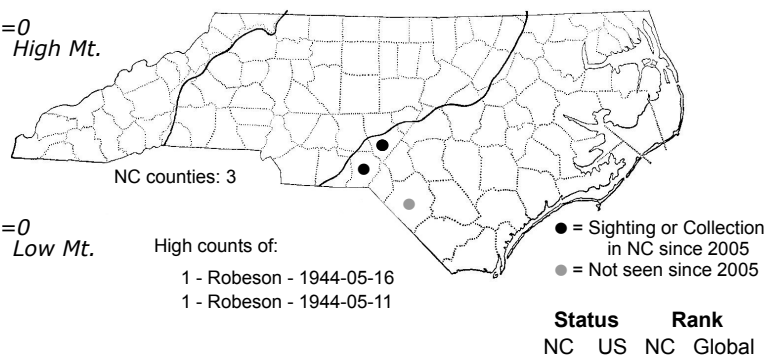 =0
High Mt.
NC counties: 3
=0
Low Mt.
High counts of:
1 - Robeson - 1944-05-16
1 - Robeson - 1944-05-11
● = Sighting or Collection
in NC since 2005
● = Not seen since 2005
Status Rank
NC US NC Global